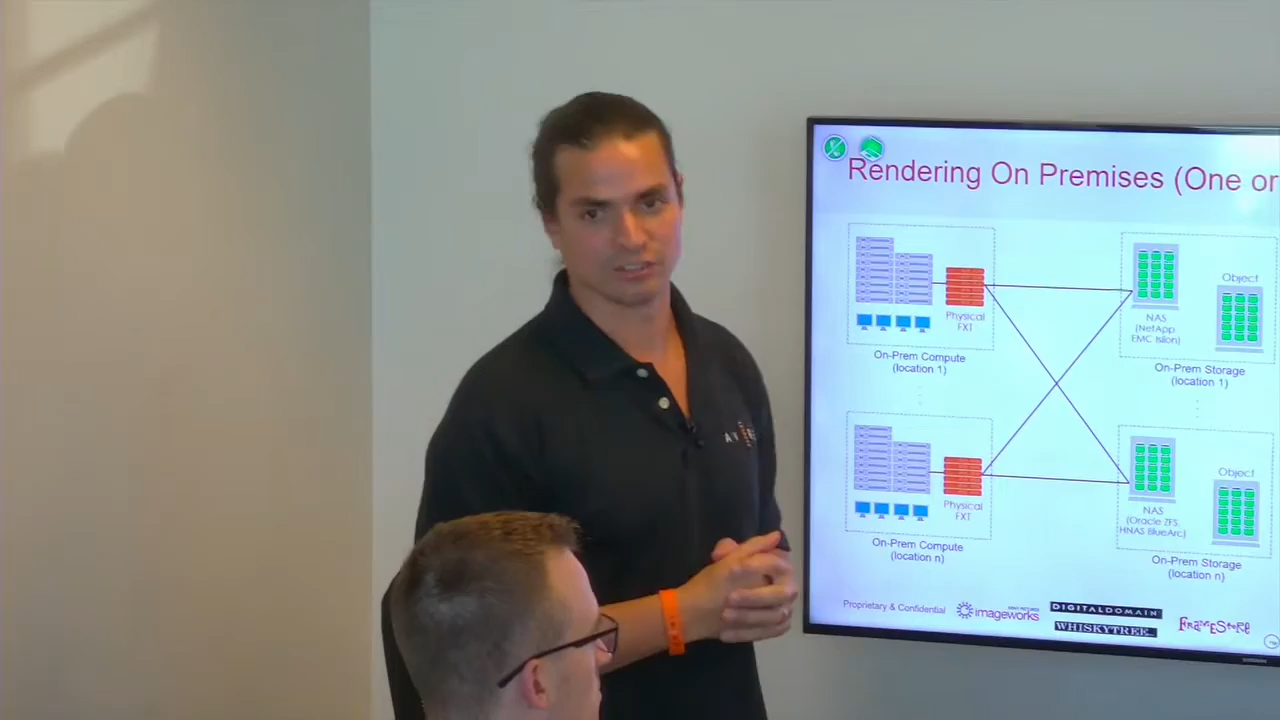 Rendering On Premises (One or
Physical
FXT
On-Prem Compute
(location 1)
NAS
(NetApp
EMC Isilon)
Object
On-Prem Storage
(location 1)
Physical
FXT
On-Prem Compute
(location n)
NAS
(Oracle ZFS,
HNAS BlueArc)
Object
On-Prem Storage
(location n)
Proprietary & Confidential
imageworks
DIGITALDOMAIN
WHISKYTREE
FRAMESTORE